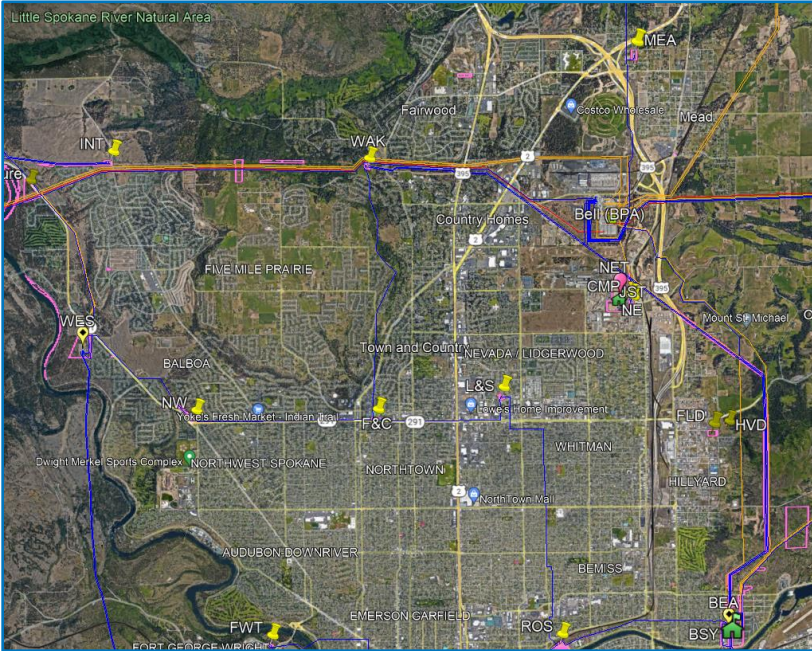 Little Spokane River Natural Area
MEA
Costco Wholesale
Fairwood
Mead
INT
WAK
2
395
395
ure
Bell (BPA)
Country Homes
2
FIVE MILE PRAIRIE
NET
CMP
JST
NE
395
Mount St. Michael
WES
Town and Country
NEVADA / LIDGERWOOD
BALBOA
L&S
NW
Yoke's Fresh Market - Indian Trail
F&C
291
Lowe's Home Improvement
FLD
HVD
WHITMAN
Dwight Merkel Sports Complex
NORTHWEST SPOKANE
NORTHTOWN
HILLYARD
2
NorthTown Mall
AUDUBON-DOWNRIVER
BEMISS
EMERSON GARFIELD
BEA
FWT
ROS
BSY
FORT GEORGE WRIGHT